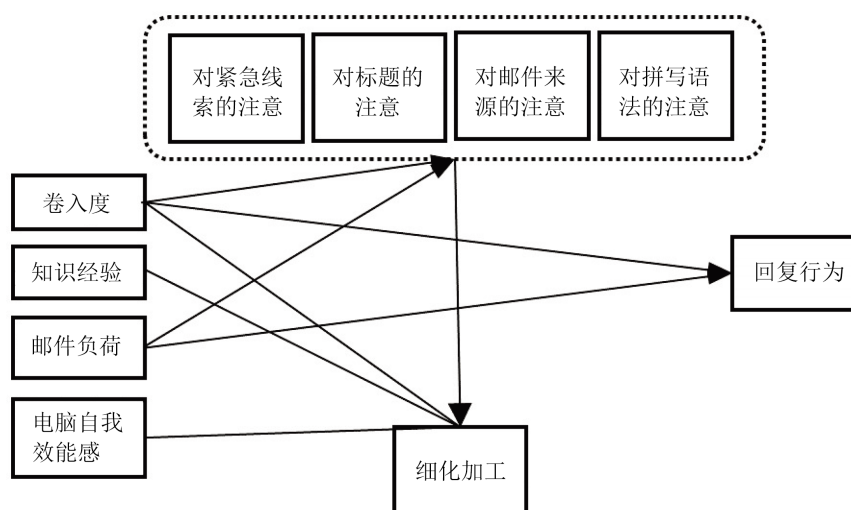 对紧急线
索的注意
对标题的
注意
对邮件来
源的注意
对拼写语
法的注意
卷入度
知识经验
回复行为
邮件负荷
电脑自我
效能感
细化加工